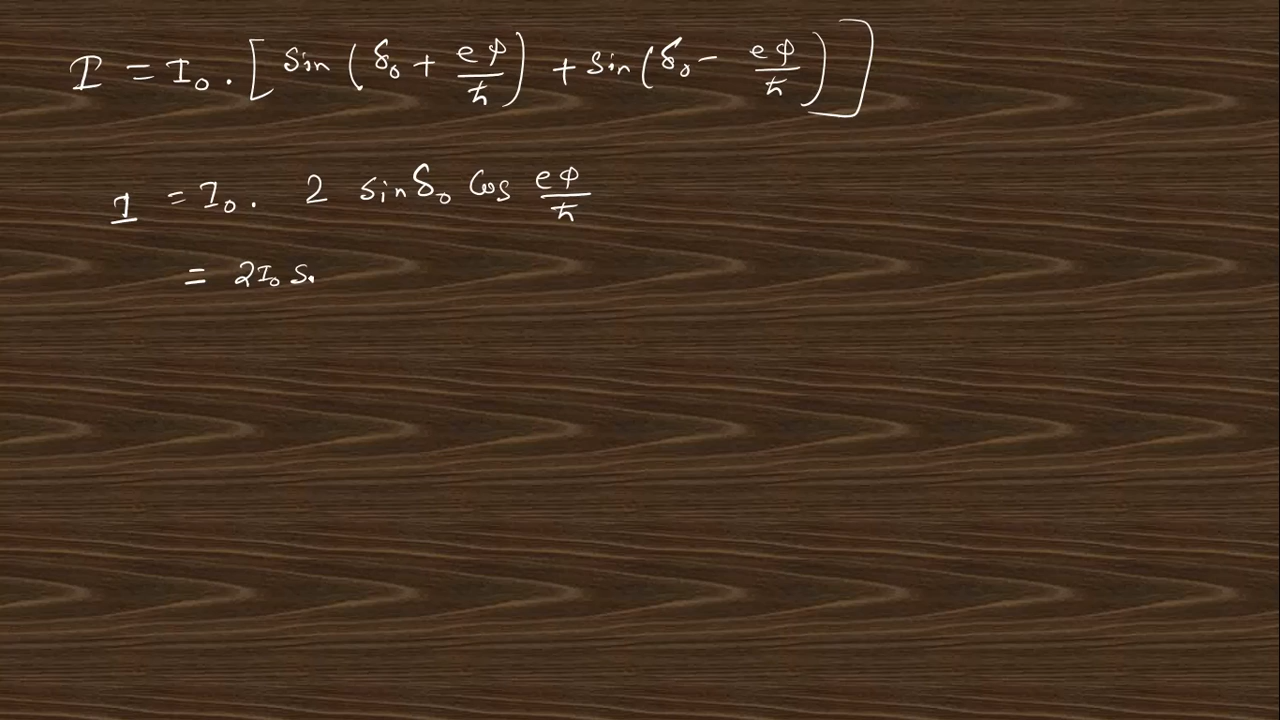 I = I₀ . [ sin ( δ₀ + eφ/ħ ) + sin ( δ₀ - eφ/ħ ) ]
I = I₀ . 2 sin δ₀ cos eφ/ħ
= 2I₀ s.